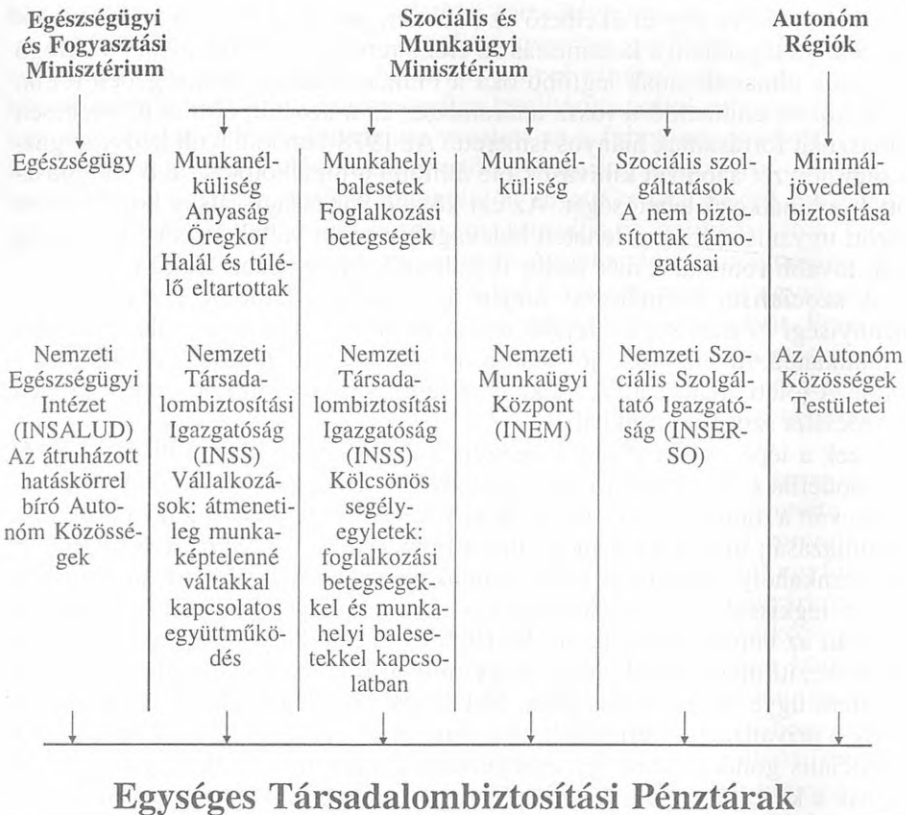 Egészségügyi
és Fogyasztási
Minisztérium
Szociális és
Munkaügyi
Minisztérium
Autonóm
Régiók
Egészségügy
Munkanél-
küliség
Anyaság
Öregkor
Halál és túlé-
lő eltartottak
Munkahelyi
balesetek
Foglalkozási
betegségek
Munkanél-
küliség
Szociális szol-
gáltatások
A nem bizto-
sítottak támo-
gatásai
Minimál-
jövedelem
biztosítása
Nemzeti
Egészségügyi
Intézet
(INSALUD)
Az átruházott
hatáskörrel
bíró Auto-
nóm Közössé-
gek
Nemzeti
Társada-
lombiztosítási
Igazgatóság
(INSS)
Vállalkozá-
sok: átmeneti-
leg munka-
képtelenné
váltakkal
kapcsolatos
együttműkö-
dés
Nemzeti
Társada-
lombiztosítási
Igazgatóság
(INSS)
Kölcsönös
segély-
egyletek:
foglalkozási
betegségek-
kel és munka-
helyi balese-
tekkel kapcso-
latban
Nemzeti
Munkaügyi
Központ
(INEM)
Nemzeti Szo-
ciális Szolgál-
tató Igazgató-
ság (INSER-
SO)
Az Autonóm
Közösségek
Testületei
Egységes Társadalombiztosítási Pénztárak